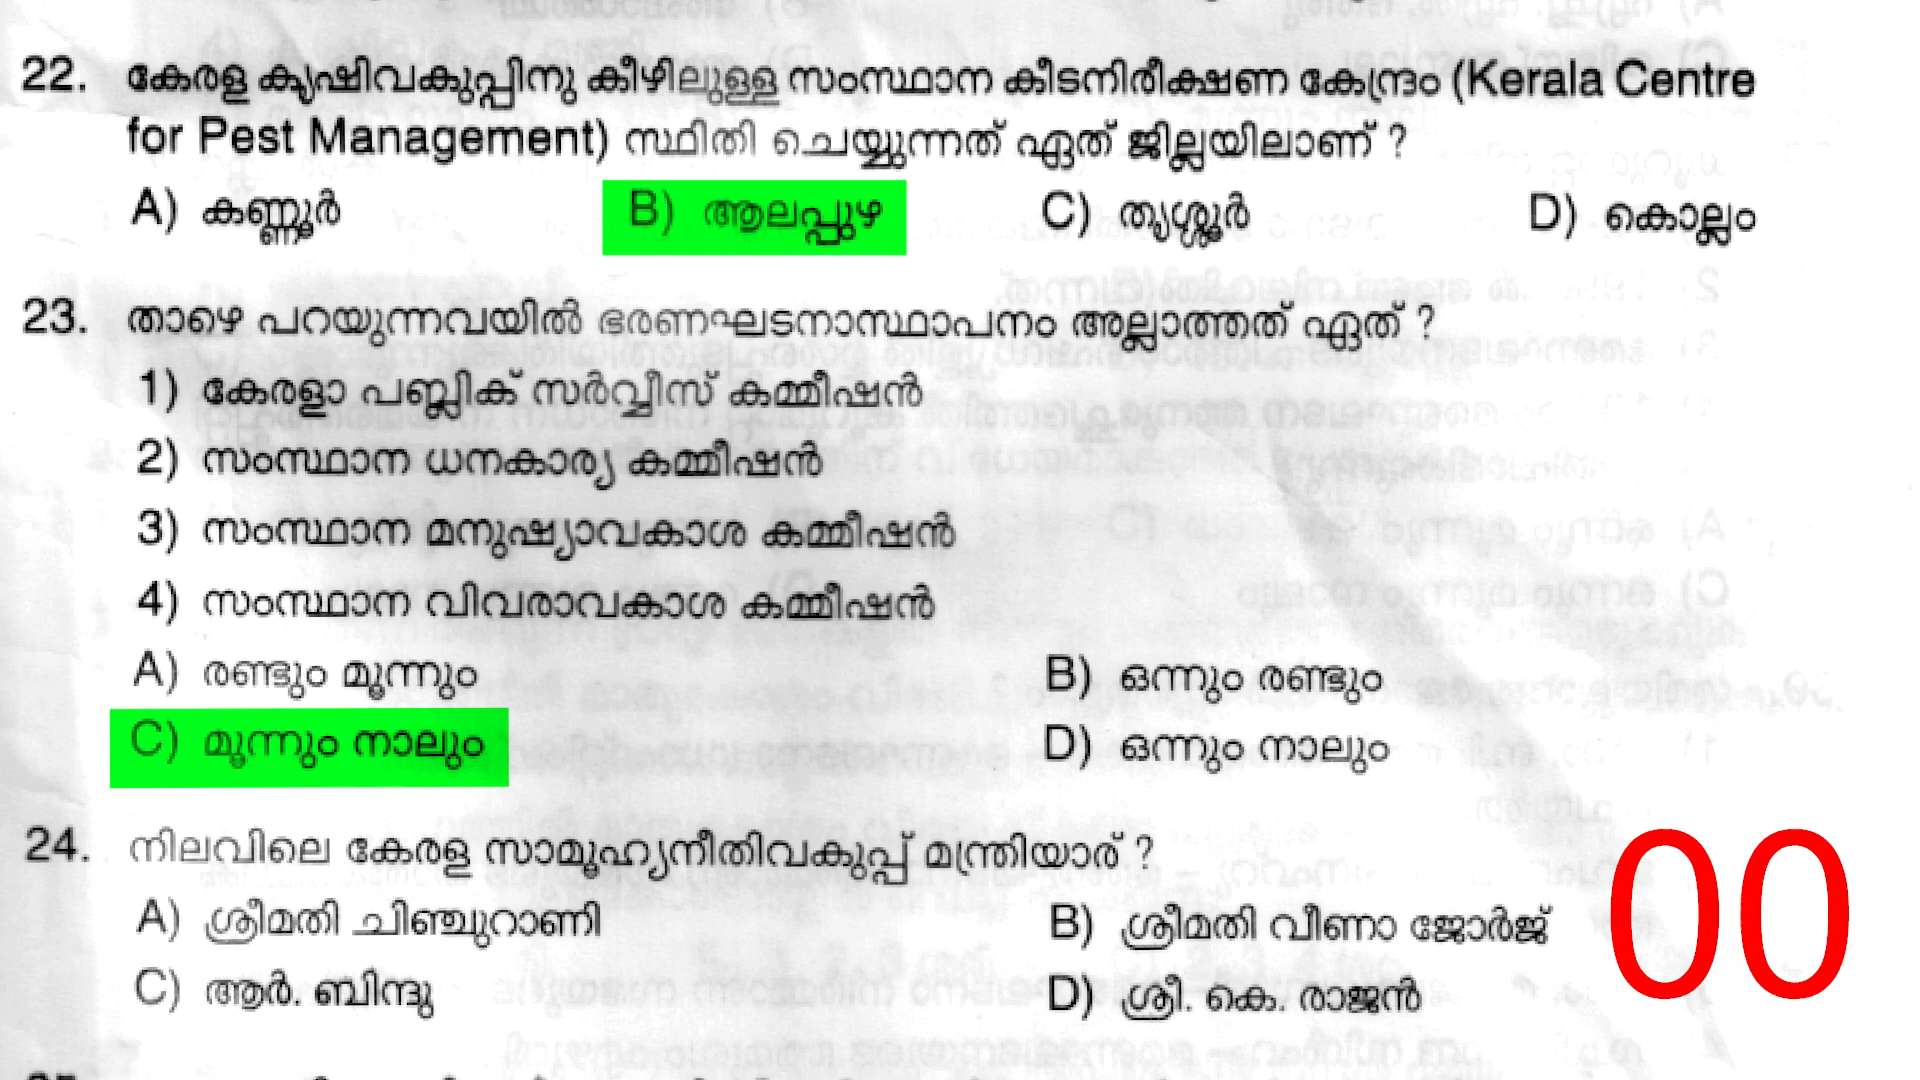 22. കേരള കൃഷിവകുപ്പിനു കീഴിലുള്ള സംസ്ഥാന കീടനിരീക്ഷണ കേന്ദ്രം (Kerala Centre
for Pest Management) സ്ഥിതി ചെയ്യുന്നത് ഏത് ജില്ലയിലാണ് ?
A) കണ്ണൂർ B) ആലപ്പുഴ C) തൃശ്ശൂർ D) കൊല്ലം
23. താഴെ പറയുന്നവയിൽ ഭരണഘടനാസ്ഥാപനം അല്ലാത്തത് ഏത് ?
1) കേരളാ പബ്ലിക് സർവ്വീസ് കമ്മീഷൻ
2) സംസ്ഥാന ധനകാര്യ കമ്മീഷൻ
3) സംസ്ഥാന മനുഷ്യാവകാശ കമ്മീഷൻ
4) സംസ്ഥാന വിവരാവകാശ കമ്മീഷൻ
A) രണ്ടും മൂന്നും B) ഒന്നും രണ്ടും
C) മൂന്നും നാലും D) ഒന്നും നാലും
24. നിലവിലെ കേരള സാമൂഹ്യനീതിവകുപ്പ് മന്ത്രിയാര് ?
A) ശ്രീമതി ചിഞ്ചുറാണി B) ശ്രീമതി വീണാ ജോർജ്
C) ആർ. ബിന്ദു D) ശ്രീ. കെ. രാജൻ
00